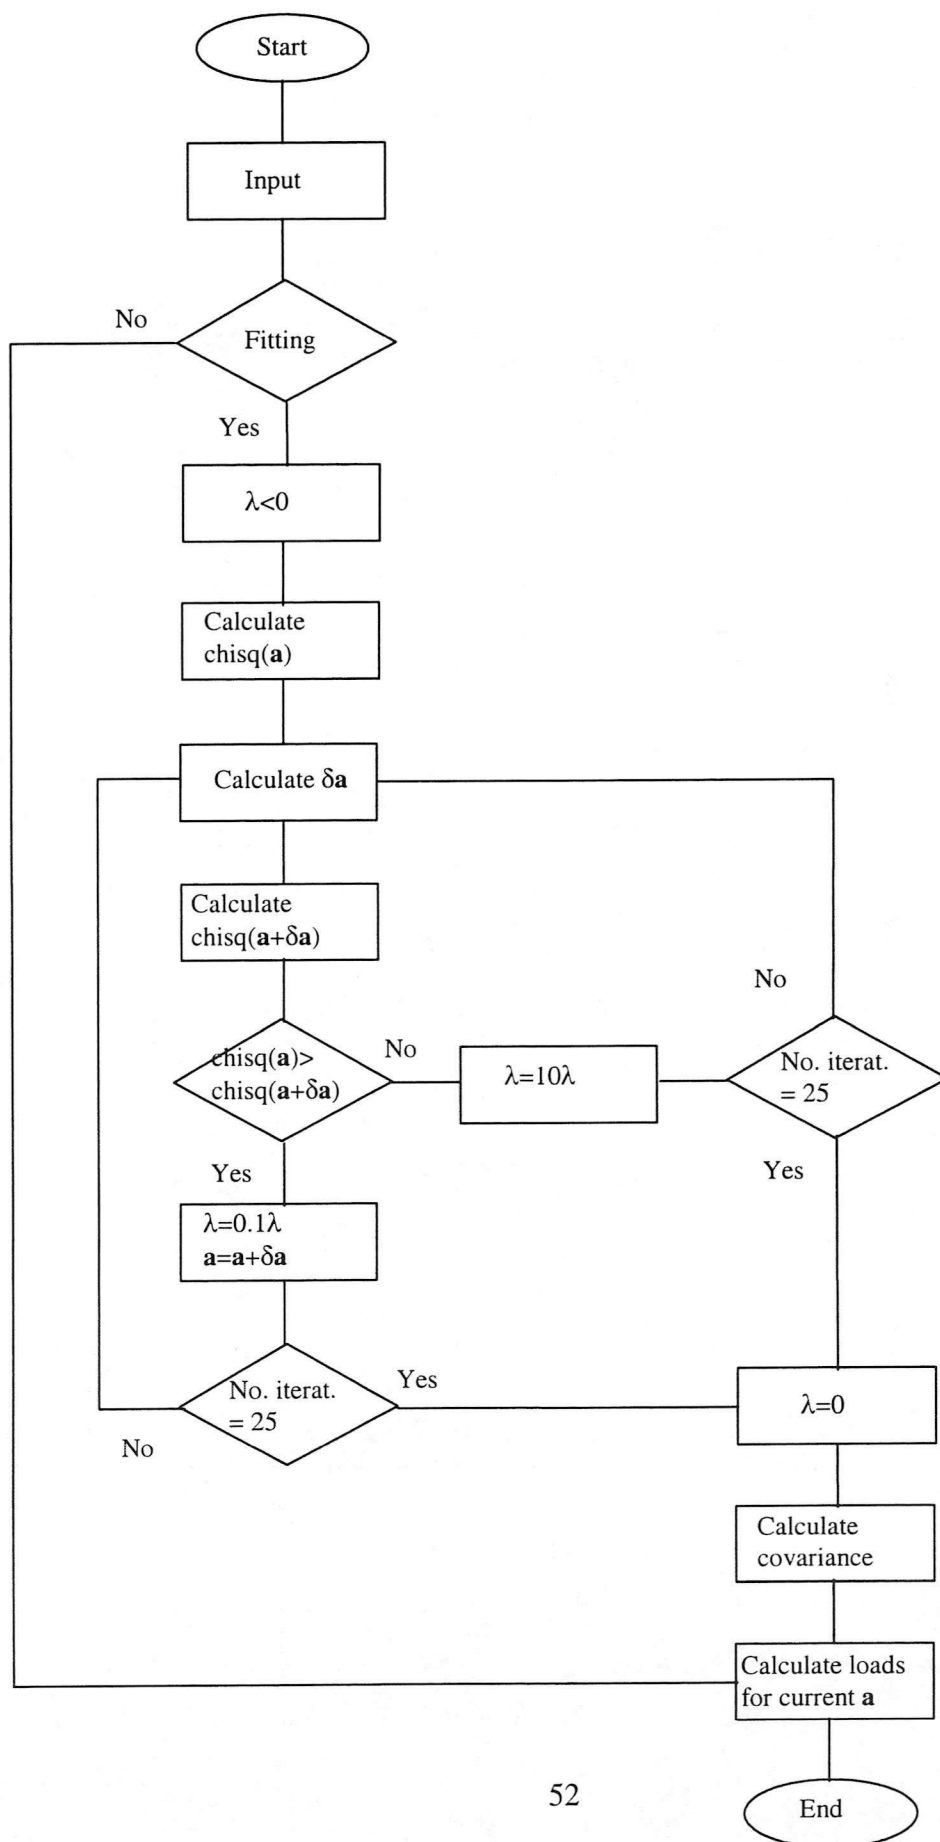 Start
Input
No
Fitting
Yes
λ<0
Calculate
chisq(a)
Calculate δa
Calculate
chisq(a+δa)
No
chisq(a)>
chisq(a+δa)
No
λ=10λ
No. iterat.
= 25
Yes
Yes
λ=0.1λ
a=a+δa
No. iterat.
= 25
Yes
No
λ=0
Calculate
covariance
Calculate loads
for current a
52
End